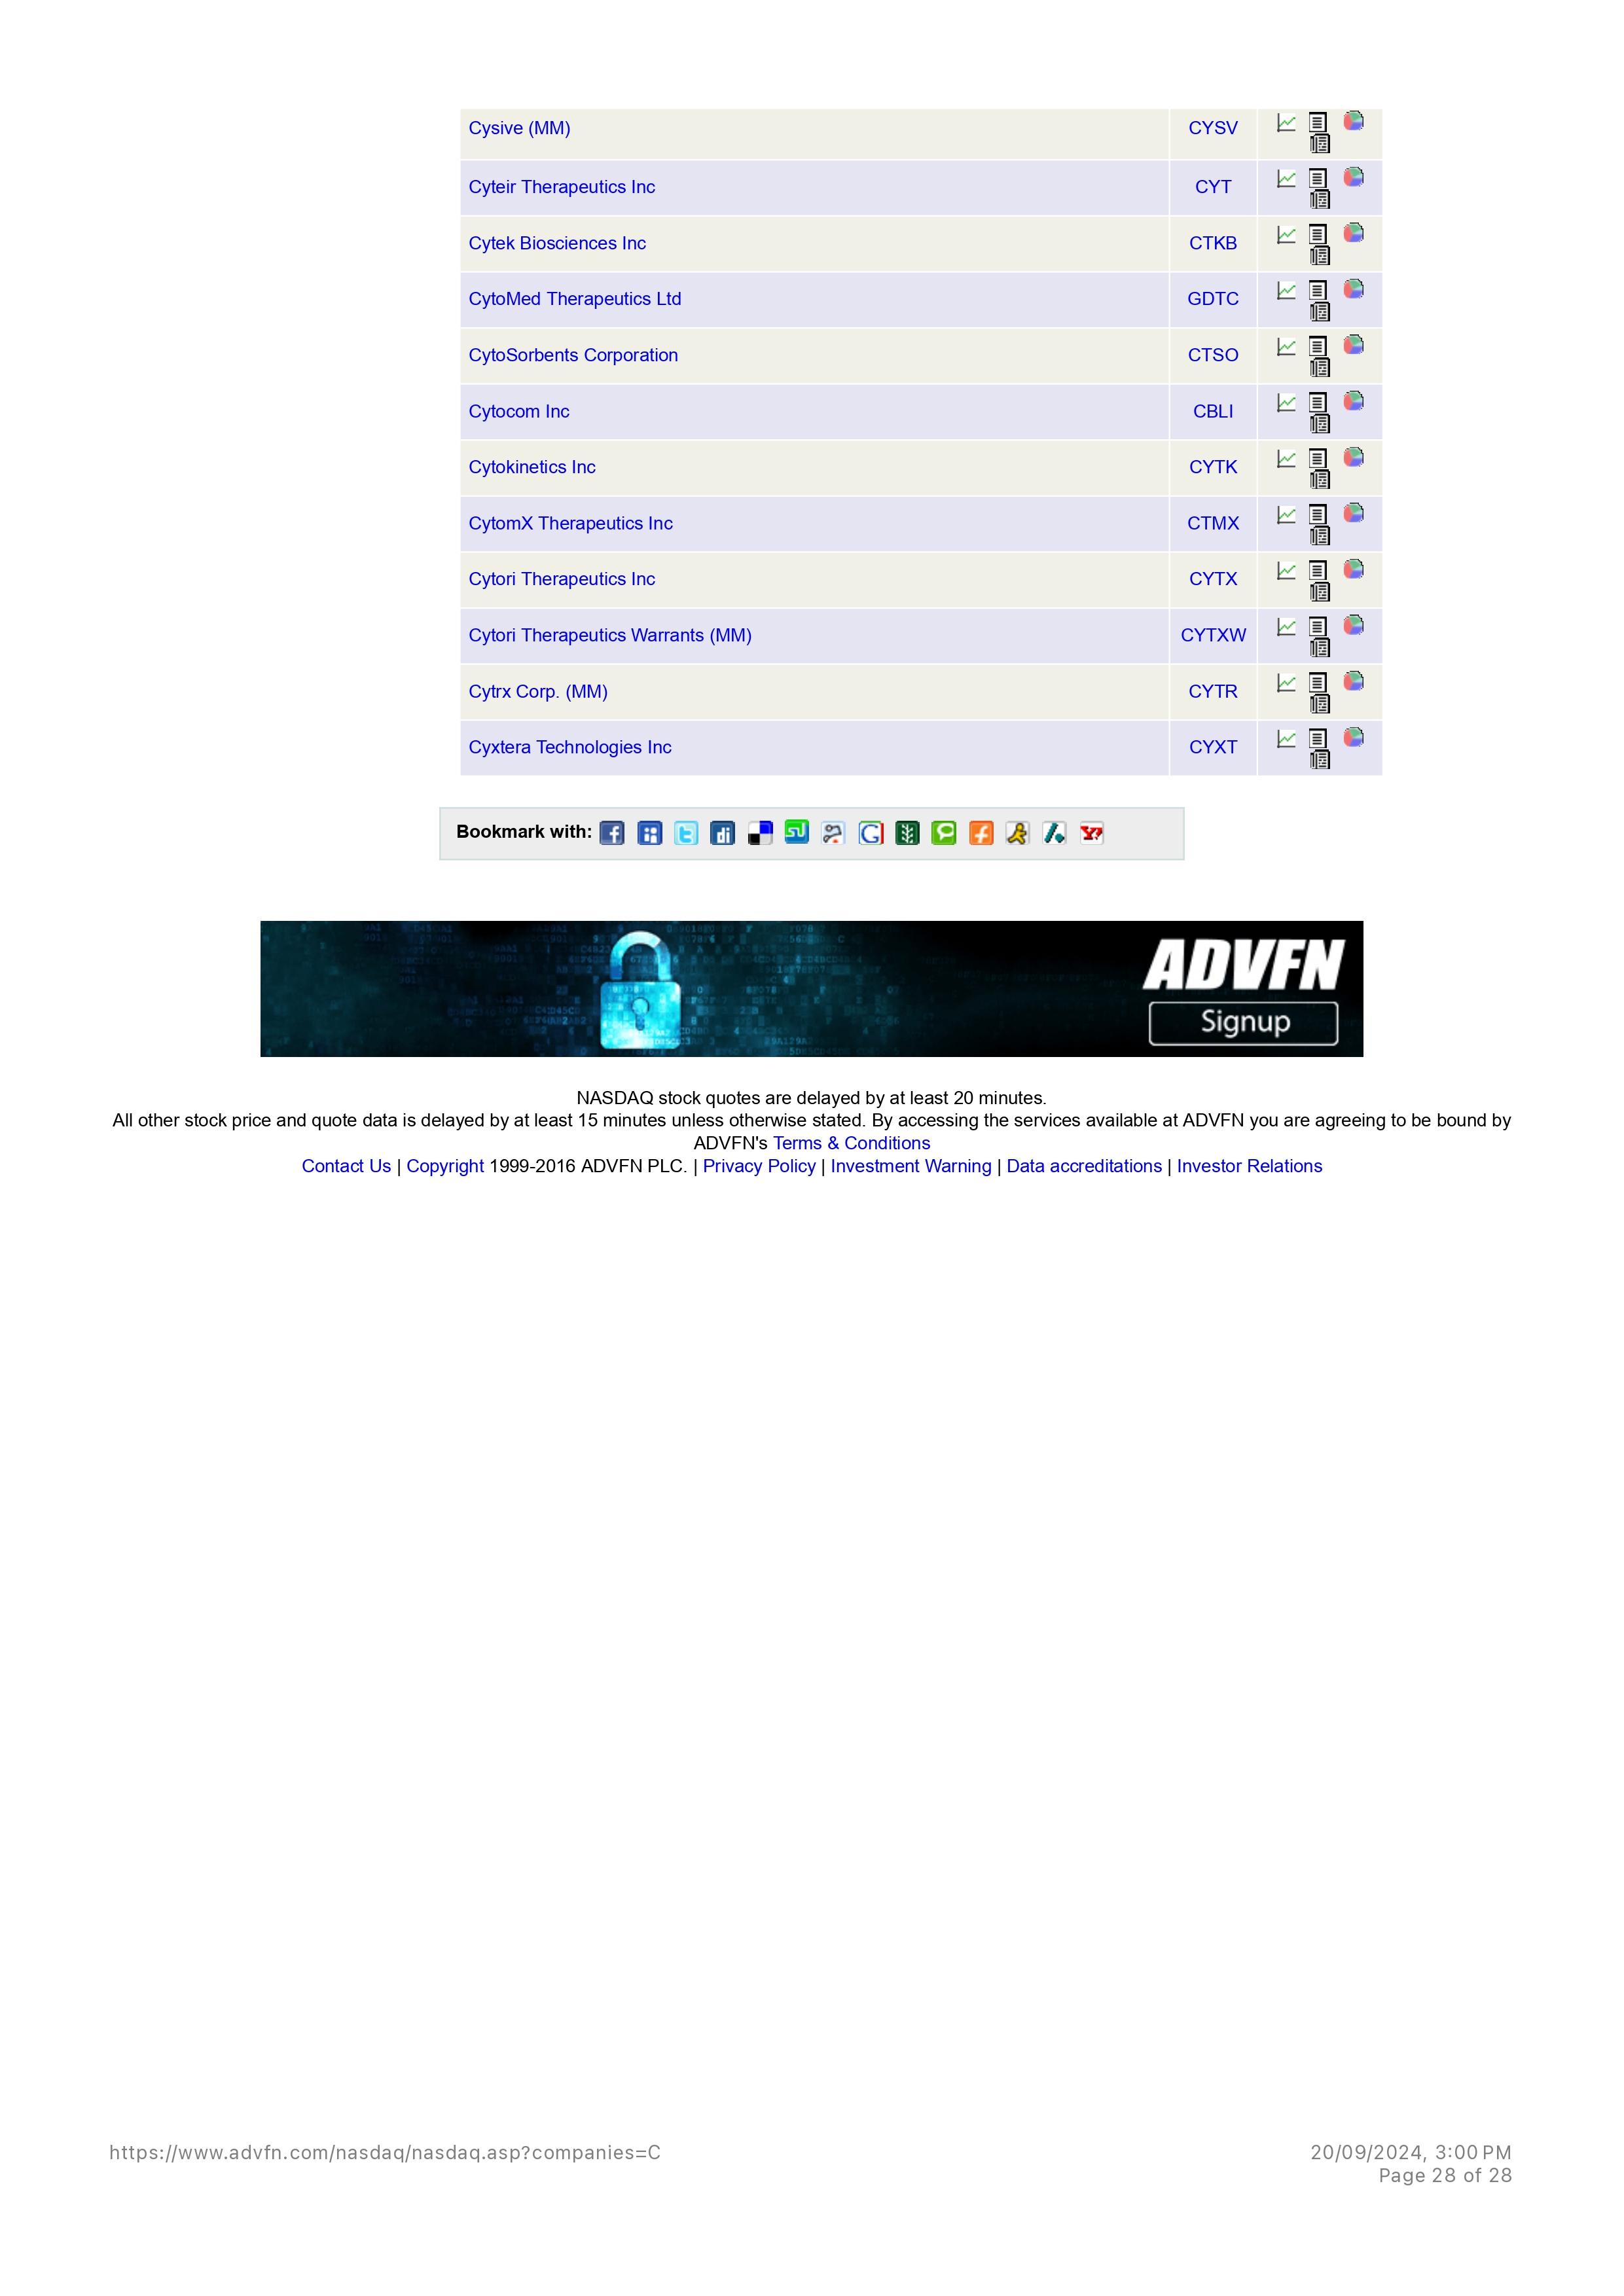 Cysive (MM) CYSV
Cyteir Therapeutics Inc CYT
Cytek Biosciences Inc CTKB
CytoMed Therapeutics Ltd GDTC
CytoSorbents Corporation CTSO
Cytocom Inc CBLI
Cytokinetics Inc CYTK
CytomX Therapeutics Inc CTMX
Cytori Therapeutics Inc CYTX
Cytori Therapeutics Warrants (MM) CYTXW
Cytrx Corp. (MM) CYTR
Cyxtera Technologies Inc CYXT
Bookmark with:
ADVFN
Signup
NASDAQ stock quotes are delayed by at least 20 minutes.
All other stock price and quote data is delayed by at least 15 minutes unless otherwise stated. By accessing the services available at ADVFN you are agreeing to be bound by
ADVFN's Terms & Conditions
Contact Us | Copyright 1999-2016 ADVFN PLC. | Privacy Policy | Investment Warning | Data accreditations | Investor Relations
https://www.advfn.com/nasdaq/nasdaq.asp?companies=C 20/09/2024, 3:00 PM
Page 28 of 28